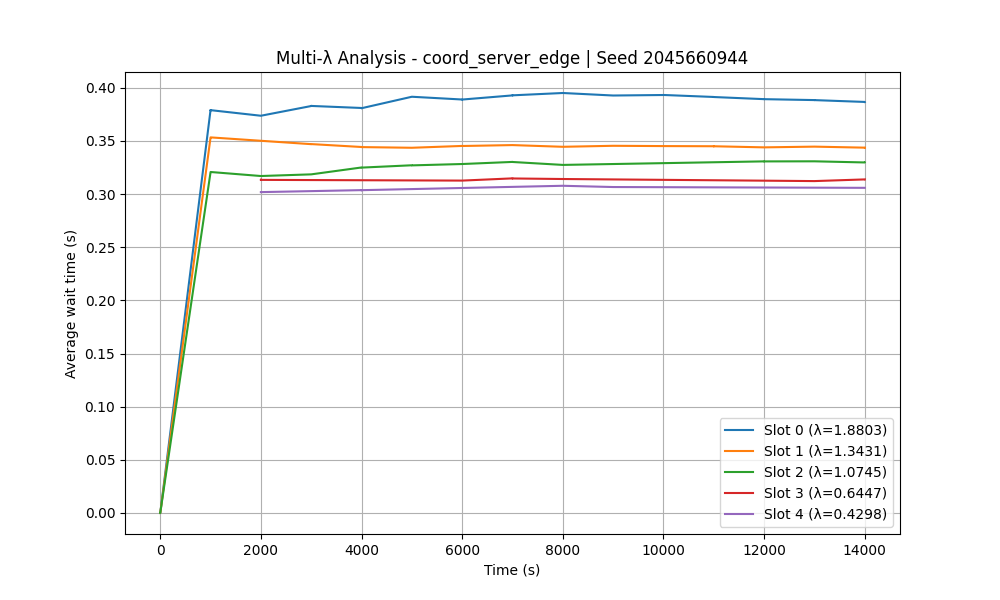 Multi-λ Analysis - coord_server_edge | Seed 2045660944
Average wait time (s)
0.40
0.35
0.30
0.25
0.20
0.15
0.10
0.05
0.00
Slot 0 (λ=1.8803)
Slot 1 (λ=1.3431)
Slot 2 (λ=1.0745)
Slot 3 (λ=0.6447)
Slot 4 (λ=0.4298)
0 2000 4000 6000 8000 10000 12000 14000
Time (s)